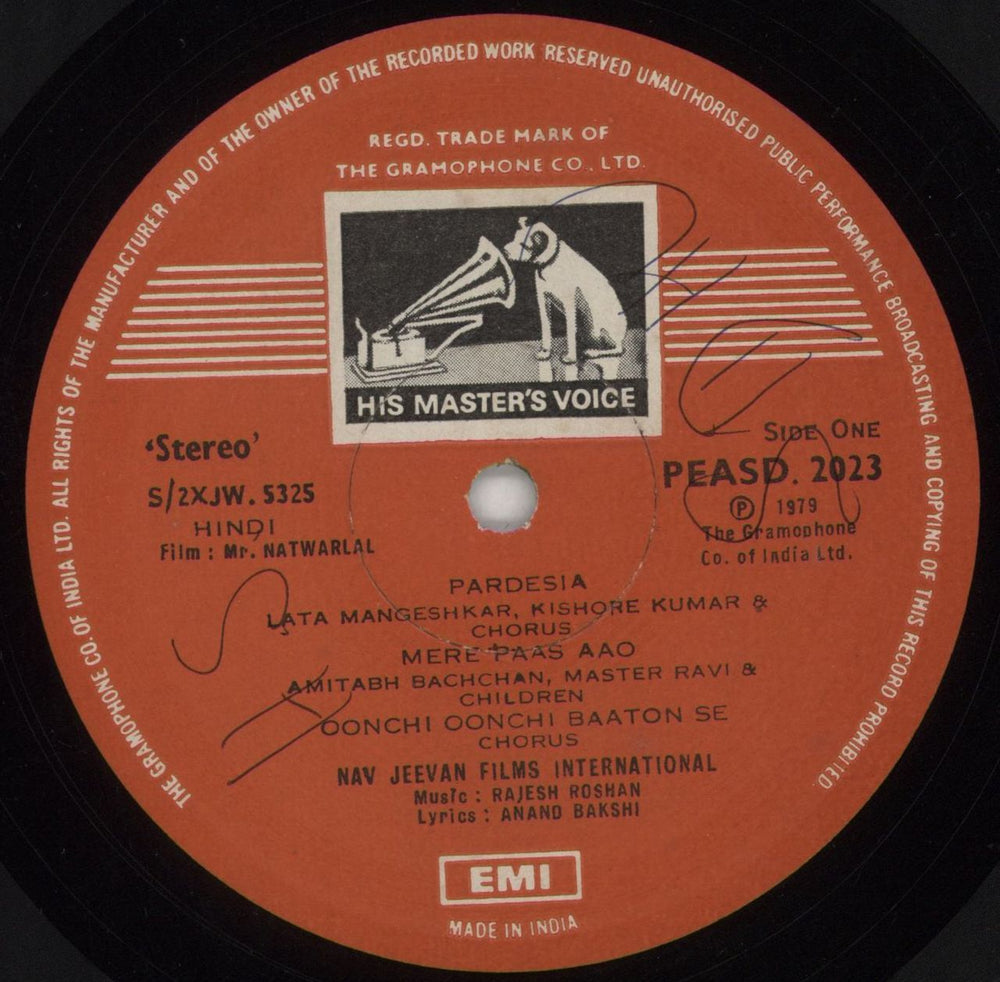 THE GRAMOPHONE CO. OF INDIA LTD. ALL RIGHTS OF THE MANUFACTURER AND OF THE OWNER OF THE RECORDED WORK RESERVED UNAUTHORISED PUBLIC PERFORMANCE BROADCASTING AND COPYING OF THIS RECORD PROHIBITED
REGD. TRADE MARK OF
THE GRAMOPHONE CO., LTD.
HIS MASTER'S VOICE
'Stereo'
S/2XJW. 5325
HINDI
Film : Mr. NATWARLAL
SIDE ONE
PEASD. 2023
Ⓟ 1979
The Gramophone
Co. of India Ltd.
PARDESIA
LATA MANGESHKAR, KISHORE KUMAR &
CHORUS
MERE PAAS AAO
AMITABH BACHCHAN, MASTER RAVI &
CHILDREN
OONCHI OONCHI BAATON SE
CHORUS
NAV JEEVAN FILMS INTERNATIONAL
Music : RAJESH ROSHAN
Lyrics : ANAND BAKSHI
EMI
MADE IN INDIA